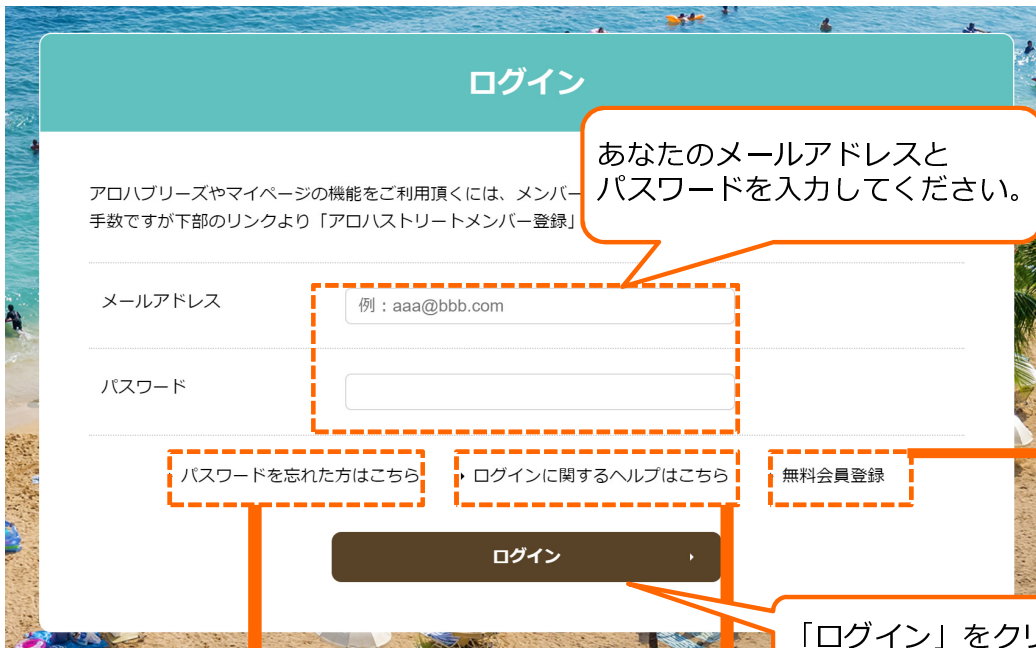 ログイン
あなたのメールアドレスと
パスワードを入力してください。
アロハブリーズやマイページの機能をご利用頂くには、メンバー
手数ですが下部のリンクより「アロハストリートメンバー登録」
メールアドレス
例：aaa@bbb.com
パスワード
パスワードを忘れた方はこちら
ログインに関するヘルプはこちら
無料会員登録
ログイン
「ログイン」をクリ